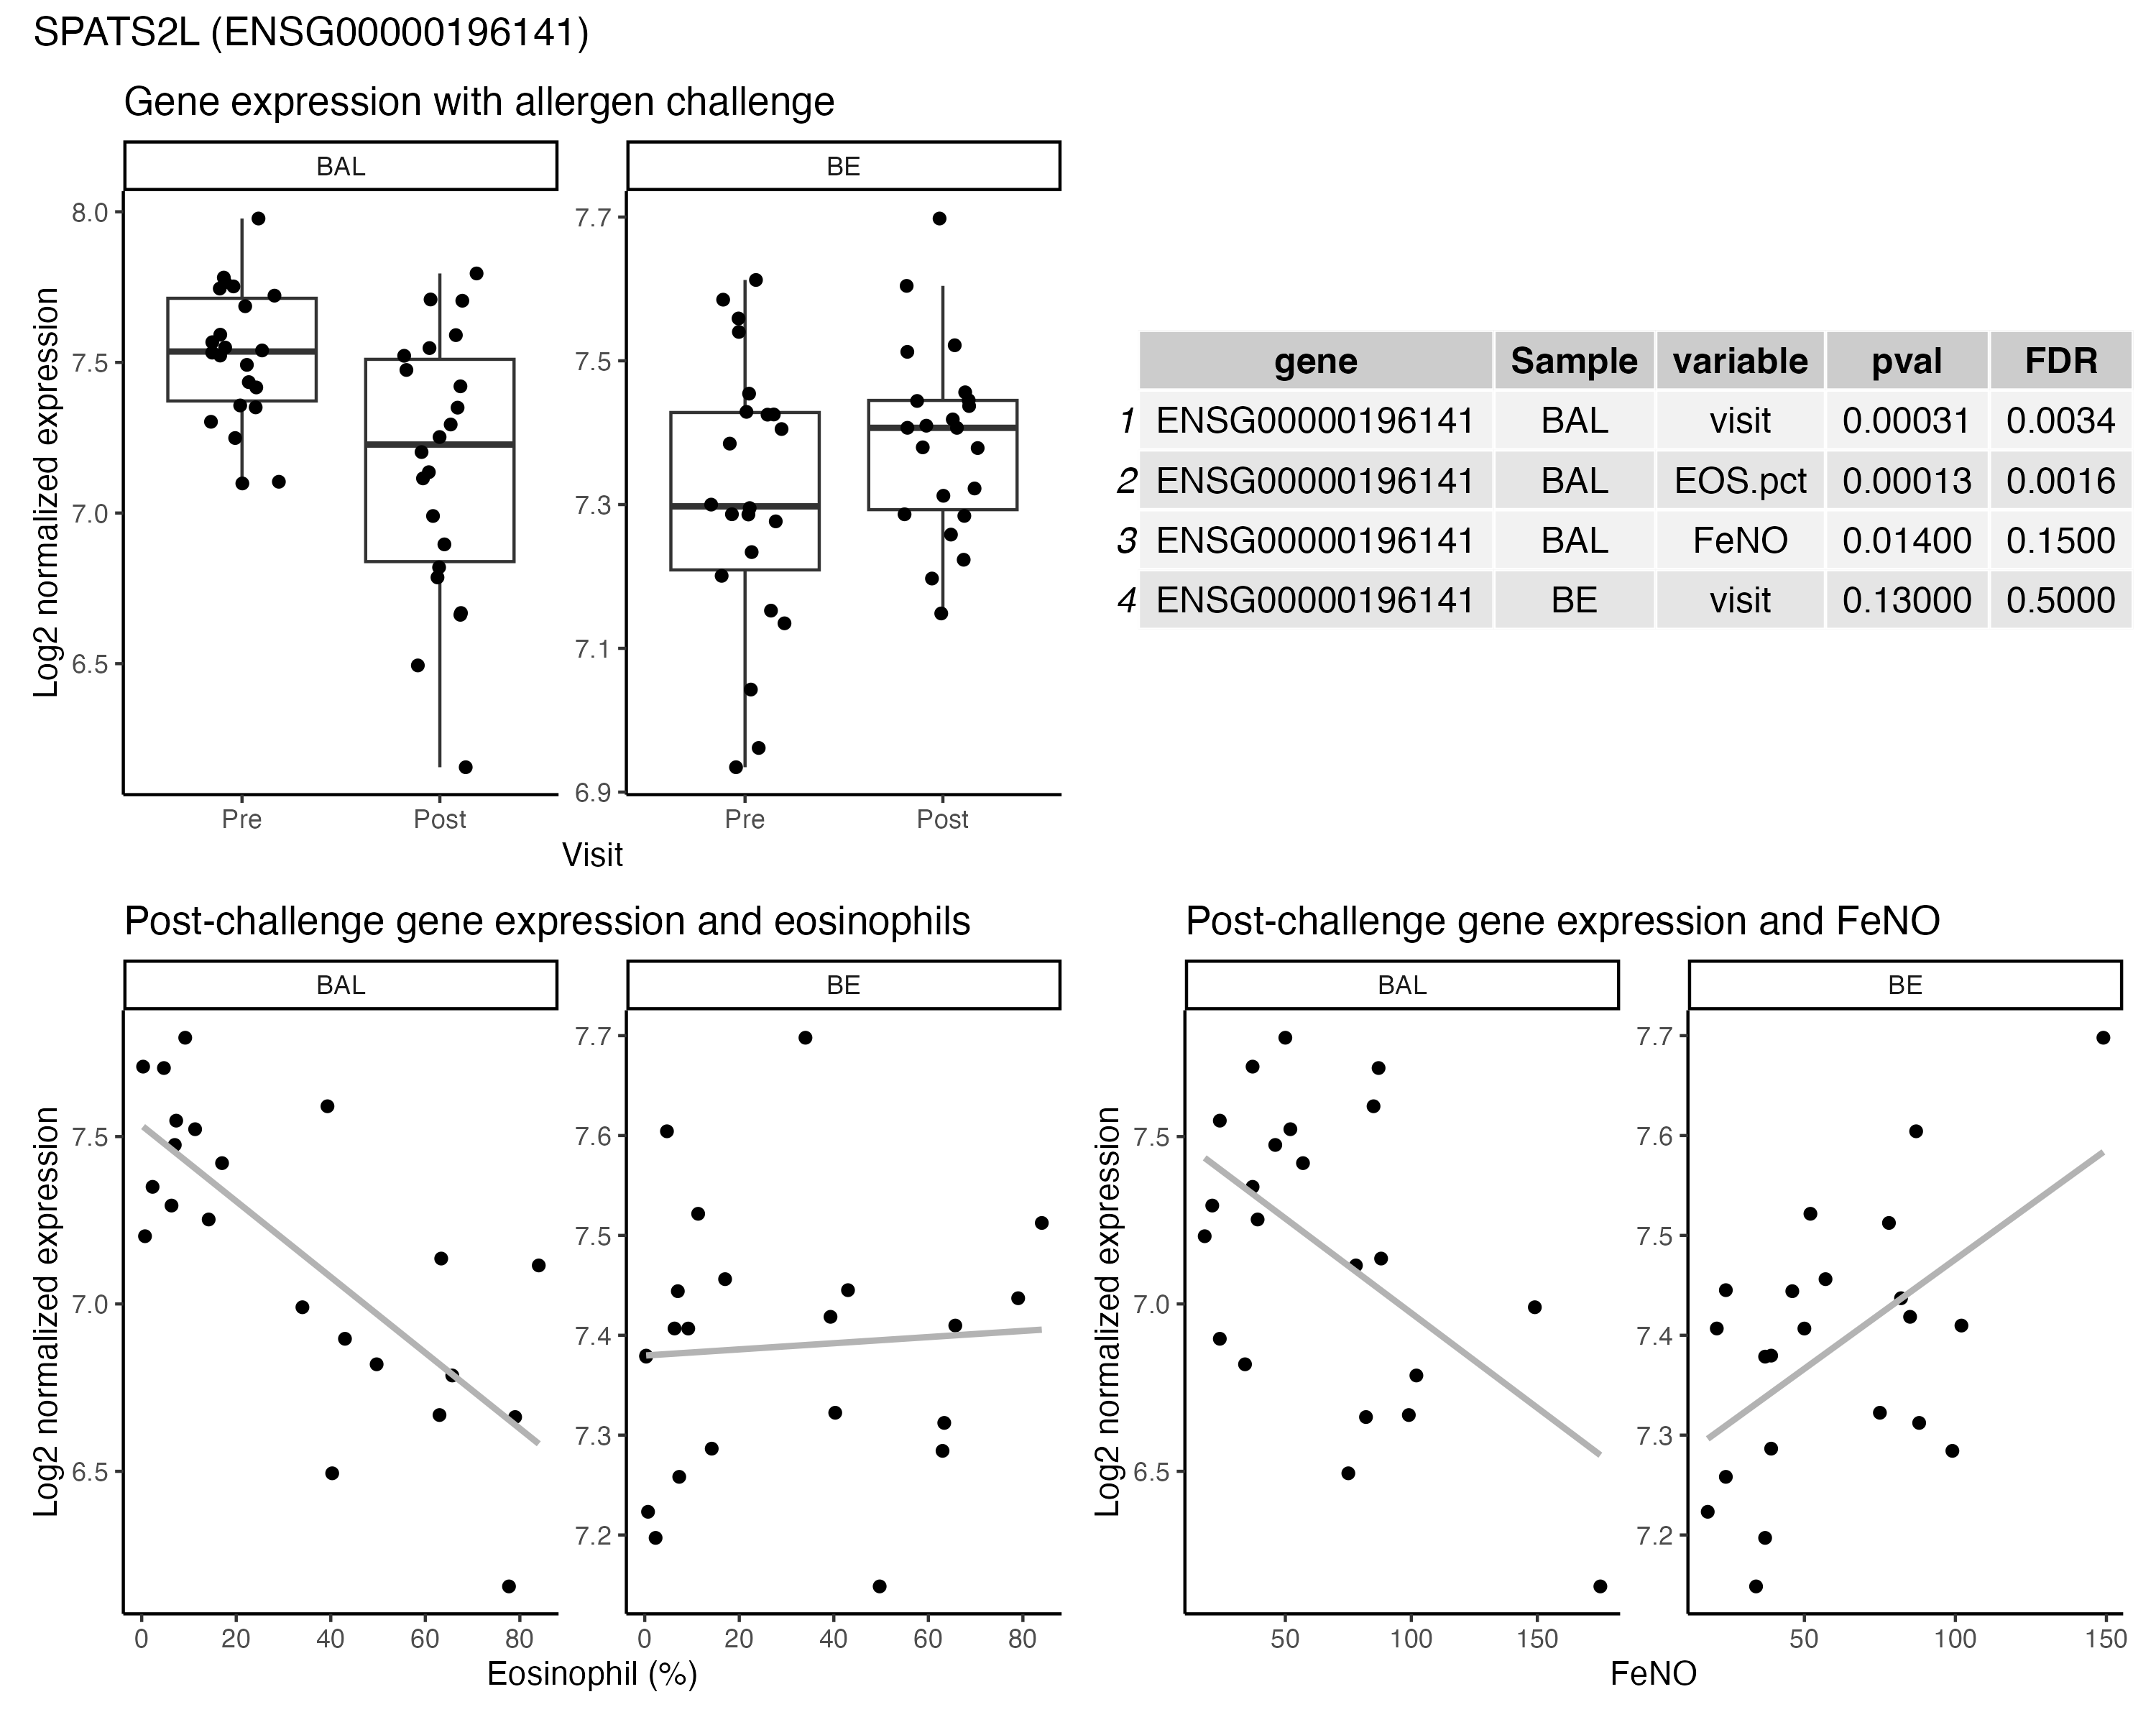 SPATS2L (ENSG00000196141)
Gene expression with allergen challenge
BAL
BE
Log2 normalized expression
8.0
7.5
7.0
6.5
7.7
7.5
7.3
7.1
6.9
Pre
Post
Pre
Post
Visit
gene Sample variable pval FDR
1 ENSG00000196141 BAL visit 0.00031 0.0034
2 ENSG00000196141 BAL EOS.pct 0.00013 0.0016
3 ENSG00000196141 BAL FeNO 0.01400 0.1500
4 ENSG00000196141 BE visit 0.13000 0.5000
Post-challenge gene expression and eosinophils
BAL
BE
Log2 normalized expression
7.5
7.0
6.5
7.7
7.6
7.5
7.4
7.3
7.2
0 20 40 60 80
0 20 40 60 80
Eosinophil (%)
Post-challenge gene expression and FeNO
BAL
BE
Log2 normalized expression
7.5
7.0
6.5
7.7
7.6
7.5
7.4
7.3
7.2
50 100 150
50 100 150
FeNO